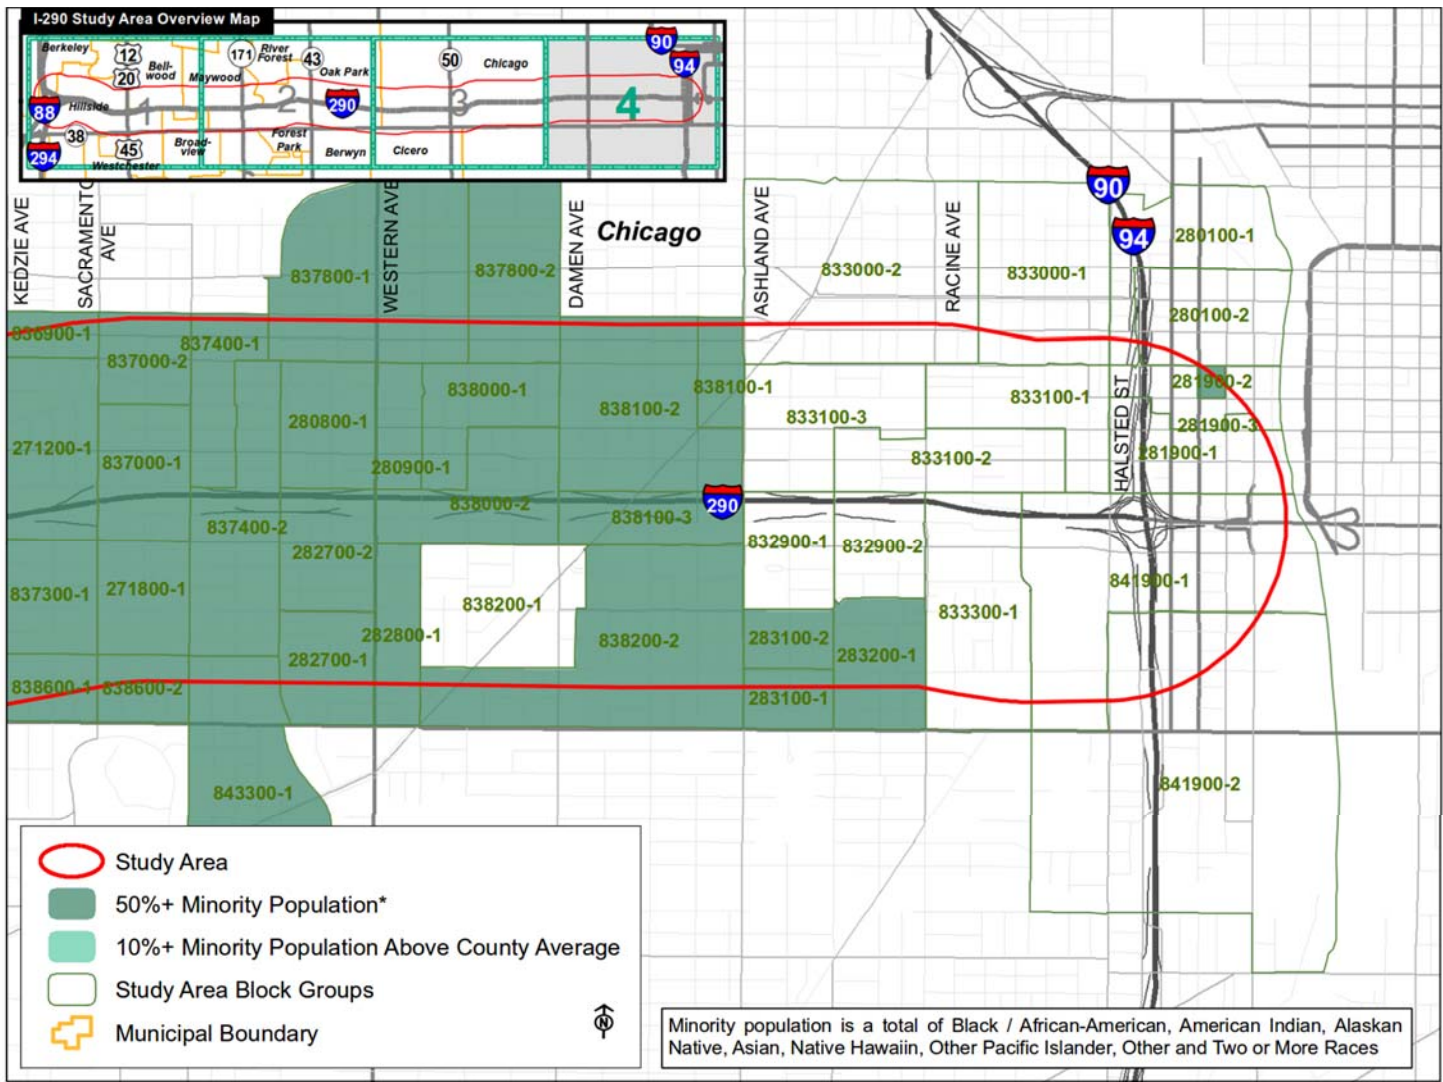 I-290 Study Area Overview Map
Berkeley
12
20
Bell-
wood
Maywood
171
River
Forest
43
Oak Park
50
Chicago
90
94
88
Hillside
1
2
290
3
4
38
294
45
Westchester
Broad-
view
Forest
Park
Berwyn
Cicero
KEDZIE AVE
SACRAMENTO
AVE
WESTERN AVE
DAMEN AVE
Chicago
ASHLAND AVE
RACINE AVE
90
94
HALSTED ST
290
837800-1
837800-2
833000-2
833000-1
280100-1
280100-2
836900-1
837400-1
837000-2
838000-1
838100-1
838100-2
833100-1
281900-2
280800-1
833100-3
281900-3
271200-1
837000-1
280900-1
833100-2
281900-1
838000-2
838100-3
837400-2
282700-2
832900-1
832900-2
837300-1
271800-1
838200-1
833300-1
841900-1
282800-1
838200-2
283100-2
283200-1
282700-1
838600-1
838600-2
283100-1
843300-1
841900-2
Study Area
50%+ Minority Population*
10%+ Minority Population Above County Average
Study Area Block Groups
Municipal Boundary
N
Minority population is a total of Black / African-American, American Indian, Alaskan
Native, Asian, Native Hawaiin, Other Pacific Islander, Other and Two or More Races